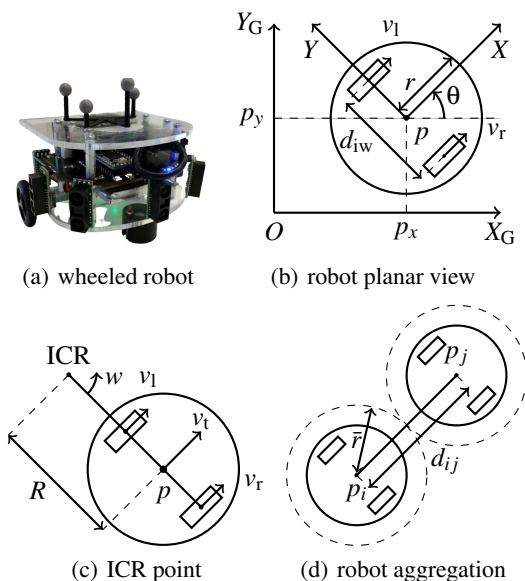 Y_G
Y
v_l
X
r
θ
p_y
p
v_r
d_iw
O
p_x
X_G
(a) wheeled robot
(b) robot planar view
ICR
w
v_l
v_t
p_j
r̄
v_r
R
p
p_i
d_ij
(c) ICR point
(d) robot aggregation